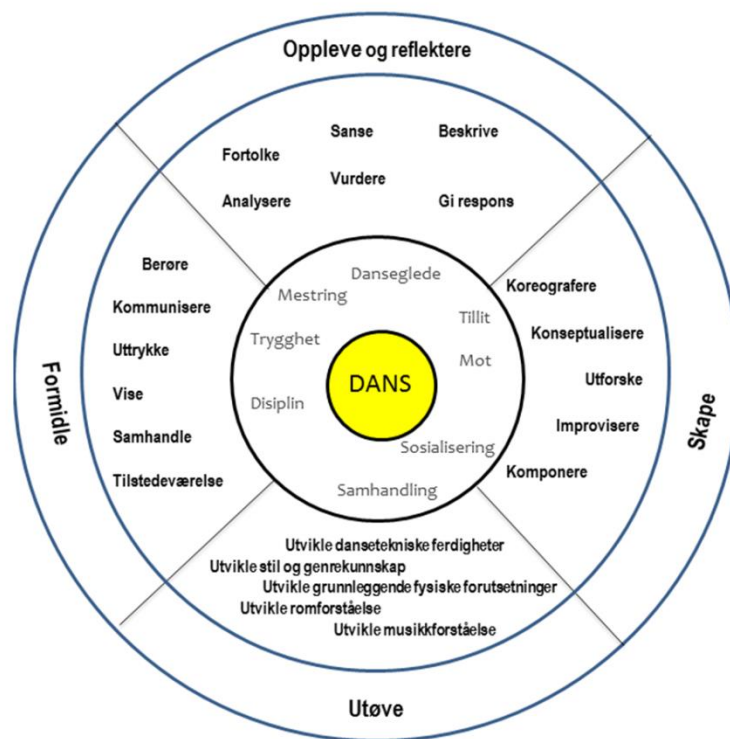 Oppleve og reflektere
Sanse
Beskrive
Fortolke
Vurdere
Analysere
Gi respons
Formidle
Berøre
Kommunisere
Uttrykke
Vise
Samhandle
Tilstedeværelse
Danseglede
Mestring
Tillit
Trygghet
Mot
DANS
Disiplin
Sosialisering
Samhandling
Koreografere
Konseptualisere
Utforske
Improvisere
Komponere
Skape
Utvikle dansetekniske ferdigheter
Utvikle stil og genrekunnskap
Utvikle grunnleggende fysiske forutsetninger
Utvikle romforståelse
Utvikle musikkforståelse
Utøve